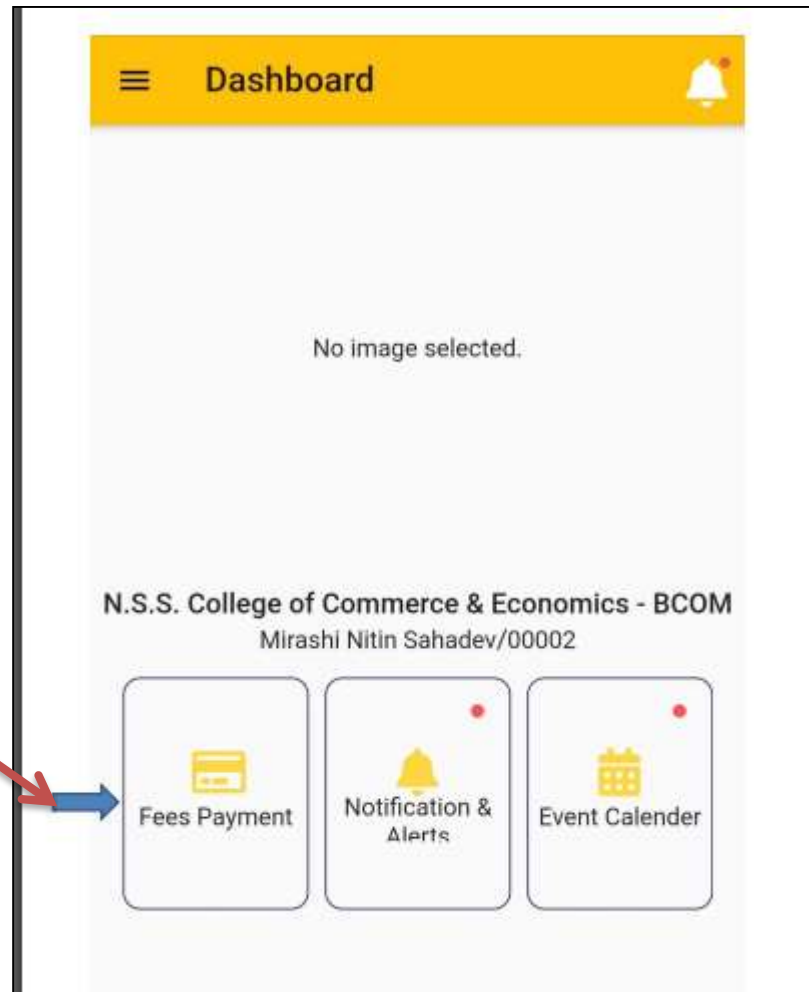 Dashboard
No image selected.
N.S.S. College of Commerce & Economics - BCOM
Mirashi Nitin Sahadev/00002
Fees Payment
Notification &
Alerts
Event Calender